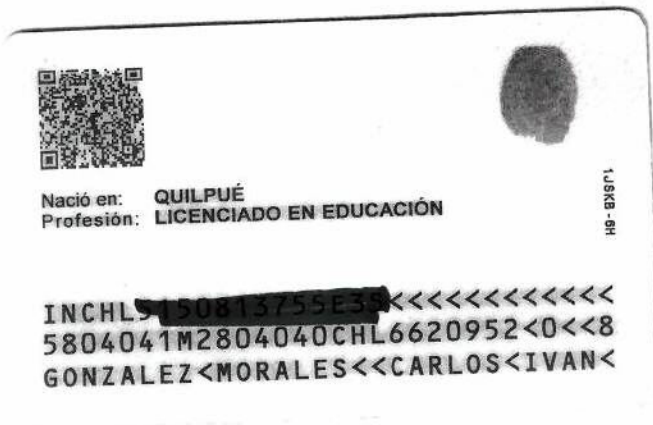 Nació en: QUILPUÉ
Profesión: LICENCIADO EN EDUCACIÓN
1JSKB - 6H
INCHL <<<<<<<<<<<<
5804041M2804040CHL6620952<0<<8
GONZALEZ<MORALES<<CARLOS<IVAN<